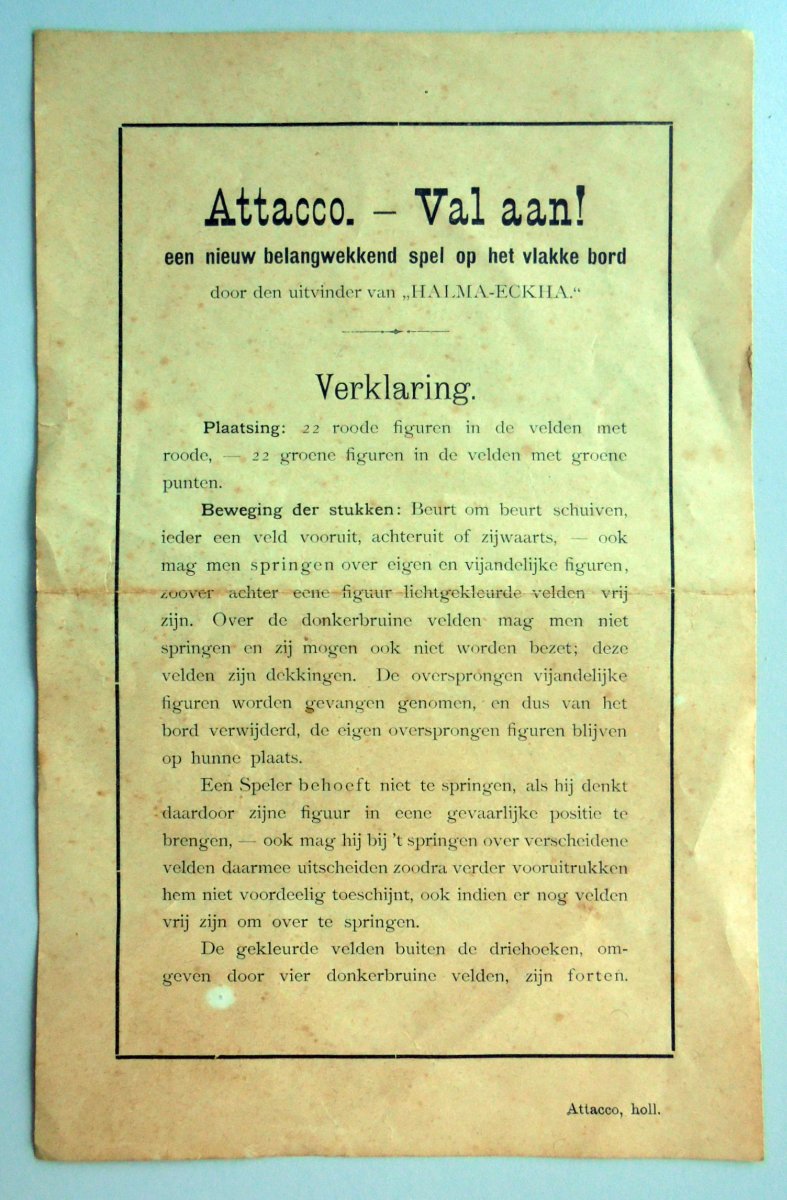 Attacco. – Val aan!
een nieuw belangwekkend spel op het vlakke bord
door den uitvinder van „HALMA-ECKHA.“
Verklaring.
Plaatsing: 22 roode figuren in de velden met
roode, — 22 groene figuren in de velden met groene
punten.
Beweging der stukken: Beurt om beurt schuiven,
ieder een veld vooruit, achteruit of zijwaarts, — ook
mag men springen over eigen en vijandelijke figuren,
zoover achter eene figuur lichtgekleurde velden vrij
zijn. Over de donkerbruine velden mag men niet
springen en zij mogen ook niet worden bezet; deze
velden zijn dekkingen. De oversprongen vijandelijke
figuren worden gevangen genomen, en dus van het
bord verwijderd, de eigen oversprongen figuren blijven
op hunne plaats.
Een Speler behoeft niet te springen, als hij denkt
daardoor zijne figuur in eene gevaarlijke positie te
brengen, — ook mag hij bij 't springen over verscheidene
velden daarmee uitscheiden zoodra verder vooruitrukken
hem niet voordeelig toeschijnt, ook indien er nog velden
vrij zijn om over te springen.
De gekleurde velden buiten de driehoeken, om-
geven door vier donkerbruine velden, zijn forten.
Attacco, holl.